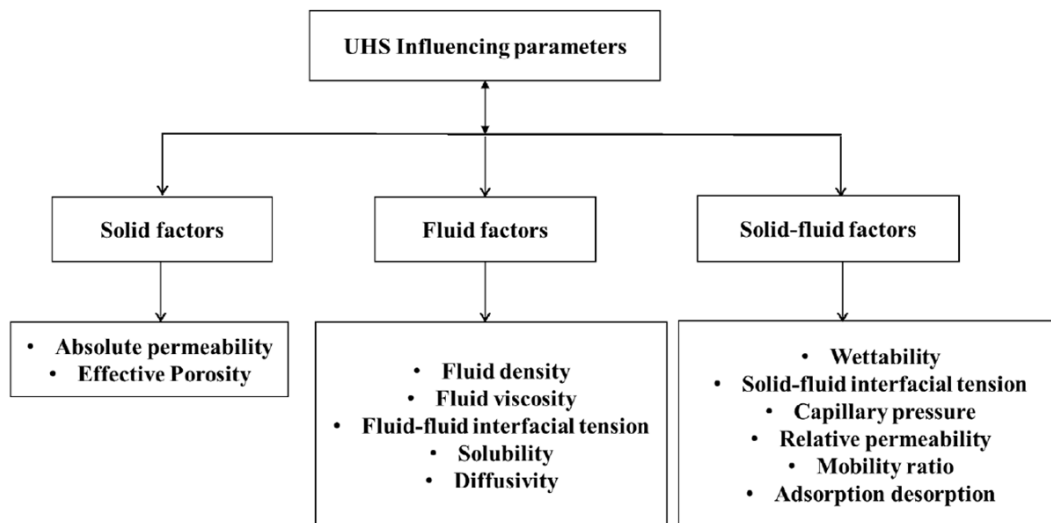 UHS Influencing parameters
Solid factors
Fluid factors
Solid-fluid factors
• Absolute permeability
• Effective Porosity
• Fluid density
• Fluid viscosity
• Fluid-fluid interfacial tension
• Solubility
• Diffusivity
• Wettability
• Solid-fluid interfacial tension
• Capillary pressure
• Relative permeability
• Mobility ratio
• Adsorption desorption